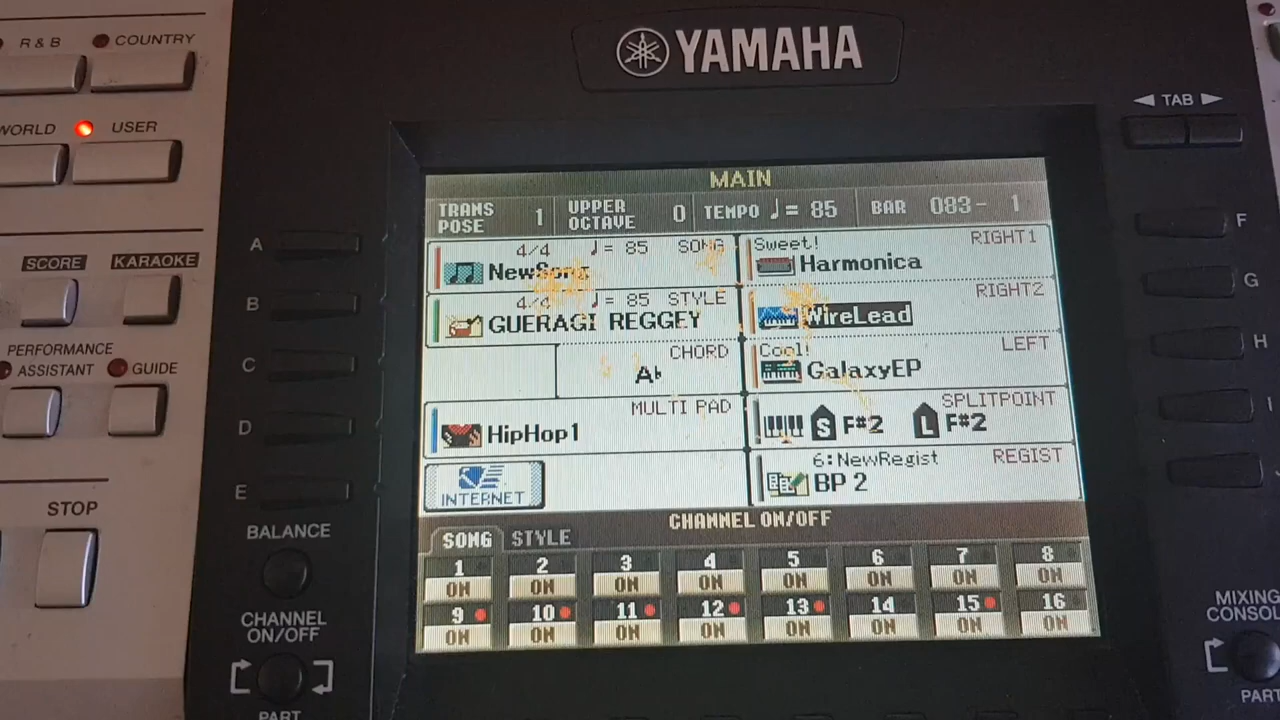 R & B
COUNTRY
YAMAHA
WORLD
USER
TAB
MAIN
TRANS POSE 1
UPPER OCTAVE 0
TEMPO ♩= 85
BAR 083- 1
A
4/4 ♩= 85 SONG
NewSong
Sweet!
RIGHT1
Harmonica
F
SCORE
KARAOKE
B
4/4 ♩= 85 STYLE
GUERAGI REGGEY
RIGHT2
WireLead
G
PERFORMANCE
ASSISTANT
GUIDE
C
CHORD
A♭
Cool!
LEFT
GalaxyEP
H
D
MULTI PAD
HipHop1
SPLITPOINT
S F#2 L F#2
I
E
INTERNET
6:NewRegist
REGIST
BP 2
J
STOP
BALANCE
CHANNEL ON/OFF
SONG
STYLE
1 2 3 4 5 6 7 8
ON ON ON ON ON ON ON ON
9 10 11 12 13 14 15 16
ON ON ON ON ON ON ON ON
CHANNEL
ON/OFF
PART
MIXING
PART